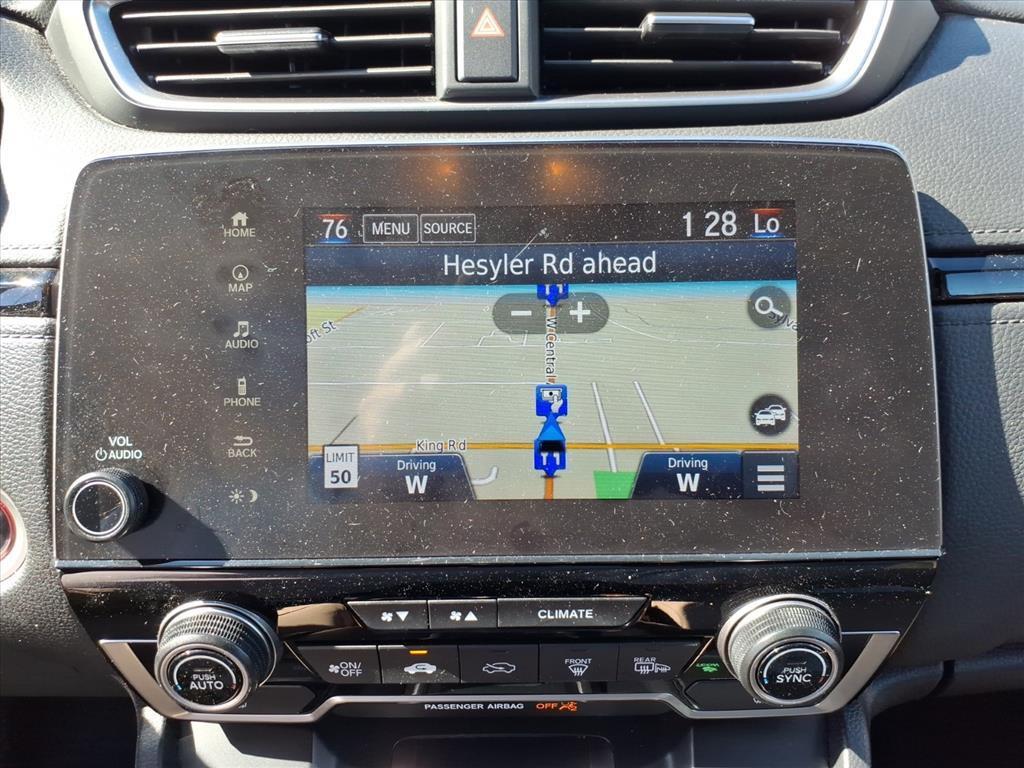 76 MENU SOURCE 1 28 Lo
Hesyler Rd ahead
HOME
MAP
AUDIO
PHONE
BACK
VOL
AUDIO
W Central
King Rd
LIMIT
50
Driving
W
Driving
W
CLIMATE
PUSH
AUTO
ON/
OFF
FRONT
REAR
PUSH
SYNC
PASSENGER AIRBAG OFF